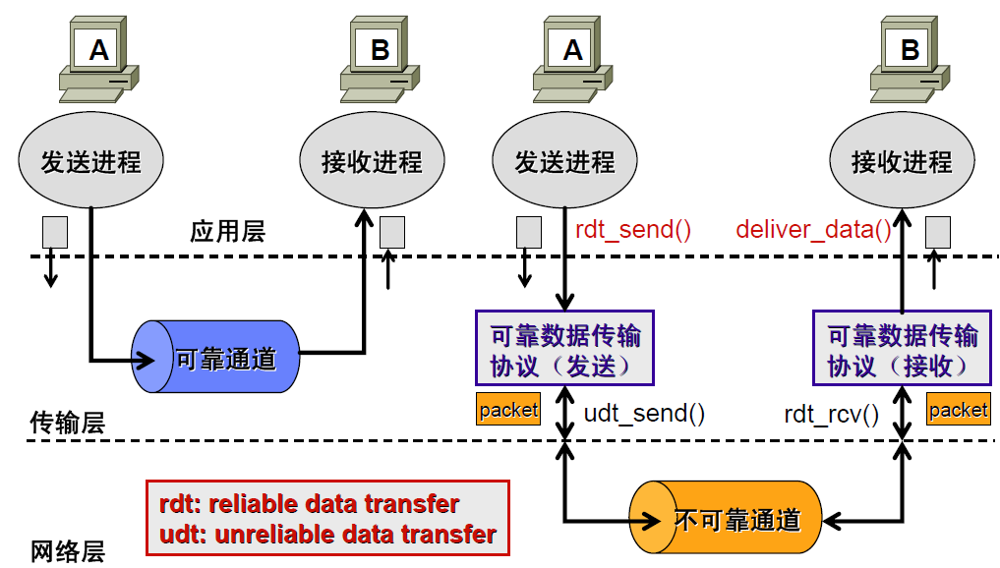 A
B
A
B
发送进程
接收进程
发送进程
接收进程
应用层
rdt_send()
deliver_data()
可靠通道
可靠数据传输
协议（发送）
可靠数据传输
协议（接收）
packet
udt_send()
rdt_rcv()
packet
传输层
rdt: reliable data transfer
udt: unreliable data transfer
不可靠通道
网络层